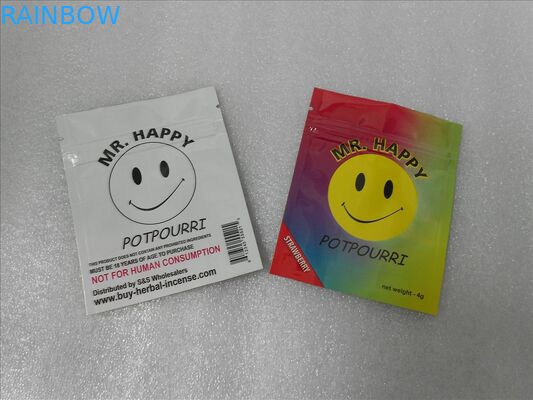 RAINBOW
MR. HAPPY
POTPOURRI
THIS PRODUCT DOES NOT CONTAIN ANY PROHIBITED INGREDIENTS
MUST BE 18 YEARS OF AGE TO PURCHASE
NOT FOR HUMAN CONSUMPTION
Distributed by S&S Wholesalers
www.buy-herbal-incense.com
MR. HAPPY
POTPOURRI
STRAWBERRY
net weight - 4g